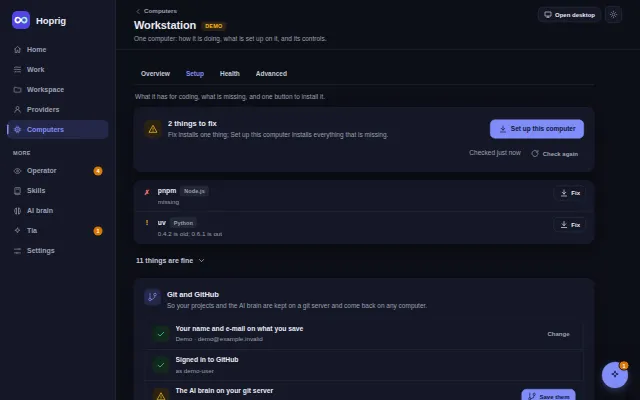 Hoprig
Home
Work
Workspace
Providers
Computers
MORE
Operator 4
Skills
AI brain
Tia 1
Settings
Computers
Workstation DEMO
One computer: how it is doing, what is set up on it, and its controls.
Open desktop
Overview Setup Health Advanced
What it has for coding, what is missing, and one button to install it.
2 things to fix
Fix installs one thing; Set up this computer installs everything that is missing.
Set up this computer
Checked just now Check again
pnpm Node.js
missing
Fix
uv Python
0.4.2 is old; 0.6.1 is out
Fix
11 things are fine
Git and GitHub
So your projects and the AI brain are kept on a git server and come back on any computer.
Your name and e-mail on what you save
Demo · demo@example.invalid
Change
Signed in to GitHub
as demo-user
The AI brain on your git server
Save them
1